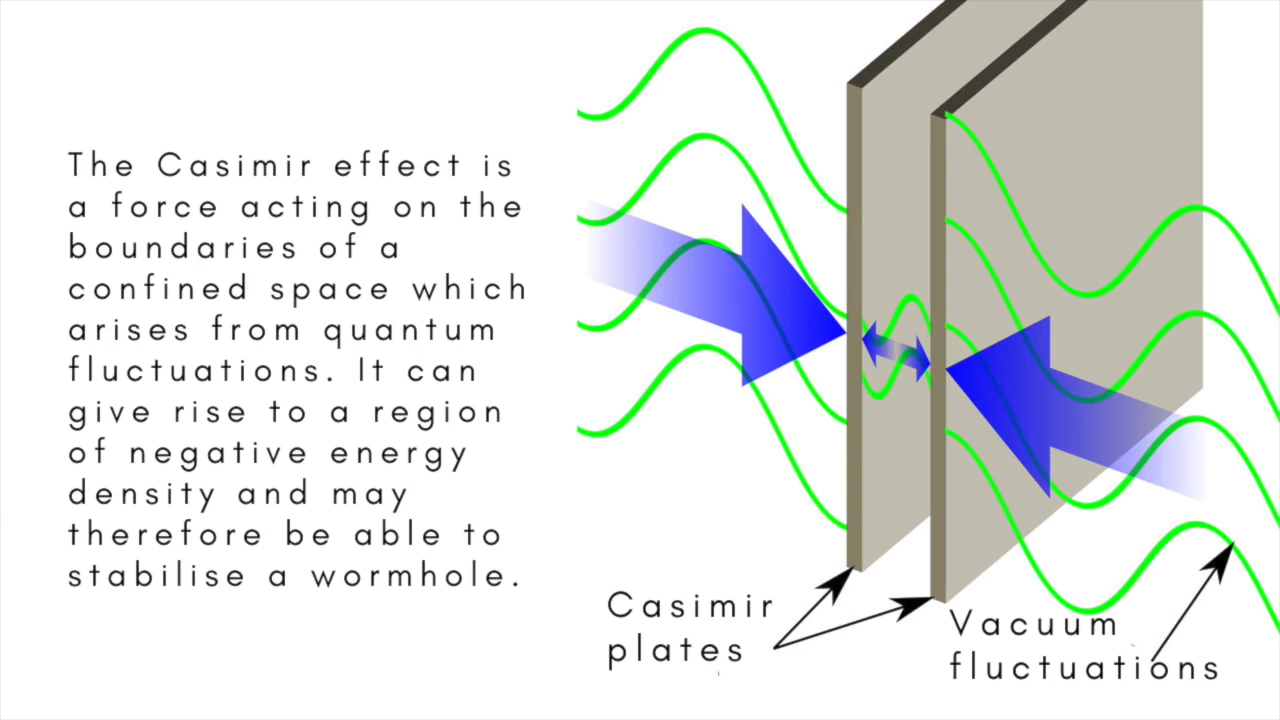 The Casimir effect is
a force acting on the
boundaries of a
confined space which
arises from quantum
fluctuations. It can
give rise to a region
of negative energy
density and may
therefore be able to
stabilise a wormhole.
Casimir
plates
Vacuum
fluctuations